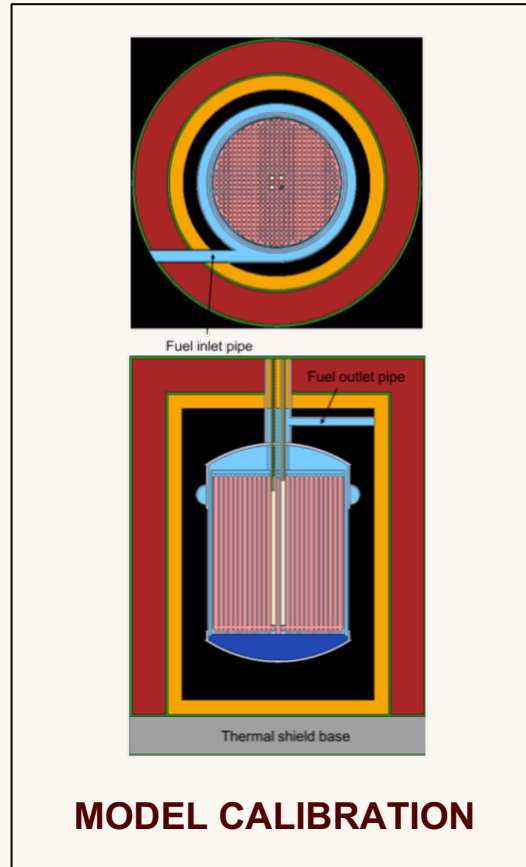 Fuel inlet pipe
Fuel outlet pipe
Thermal shield base
MODEL CALIBRATION